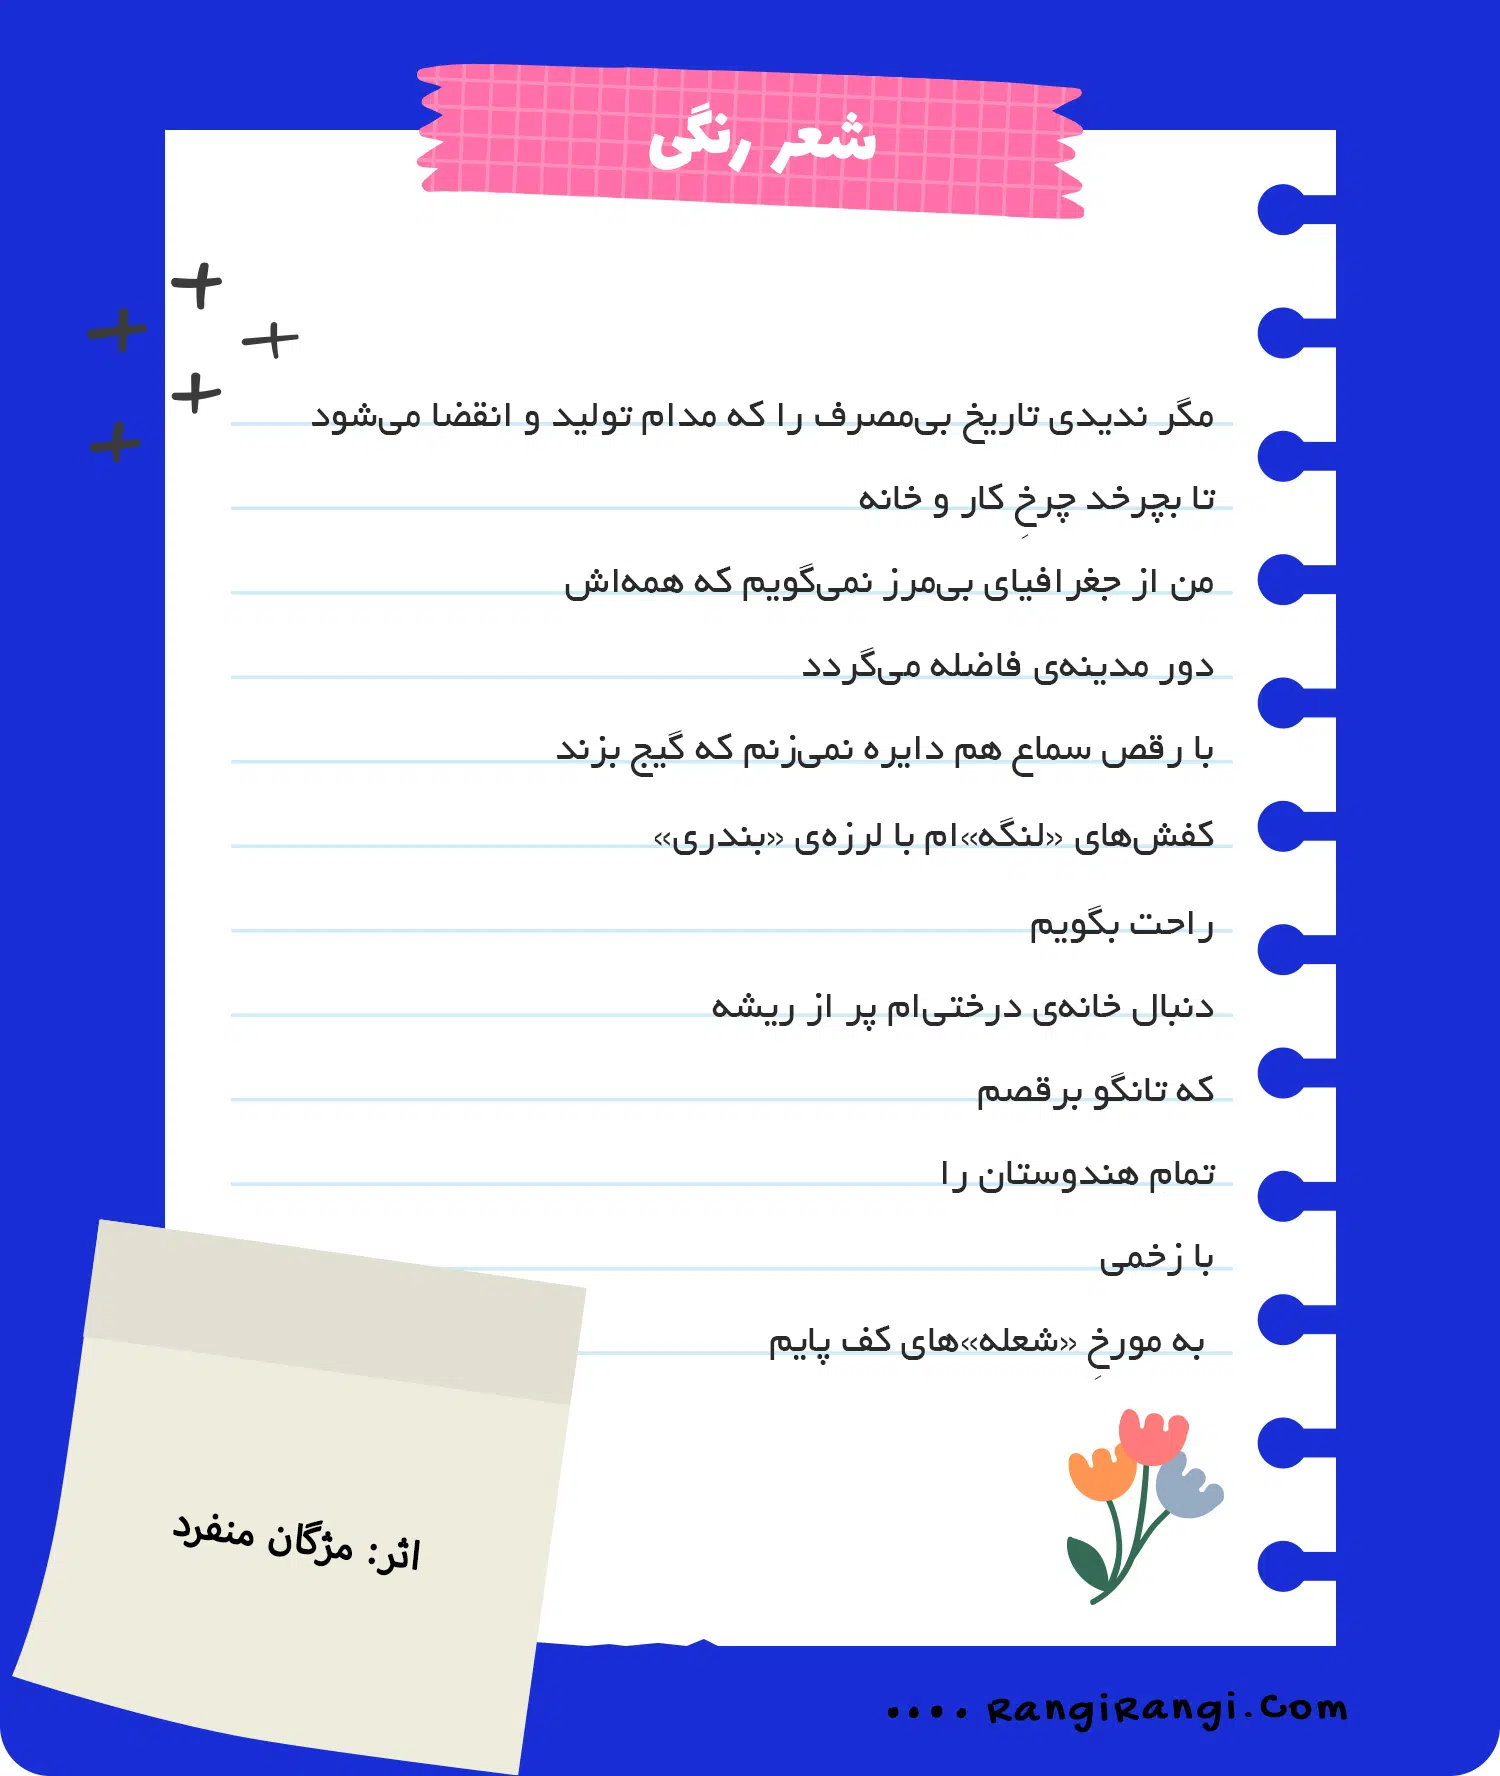 شعر رنگی
مگر ندیدی تاریخ بی‌مصرف را که مدام تولید و انقضا می‌شود
تا بچرخد چرخِ کار و خانه
من از جغرافیای بی‌مرز نمی‌گویم که همه‌اش
دور مدینه‌ی فاضله می‌گردد
با رقص سماع هم دایره نمی‌زنم که گیج بزند
کفش‌های «لنگه»ام با لرزه‌ی «بندری»
راحت بگویم
دنبال خانه‌ی درختی‌ام پر از ریشه
که تانگو برقصم
تمام هندوستان را
با زخمی
به مورخِ «شعله»های کف پایم
اثر: مژگان منفرد
.... RangiRangi.Com